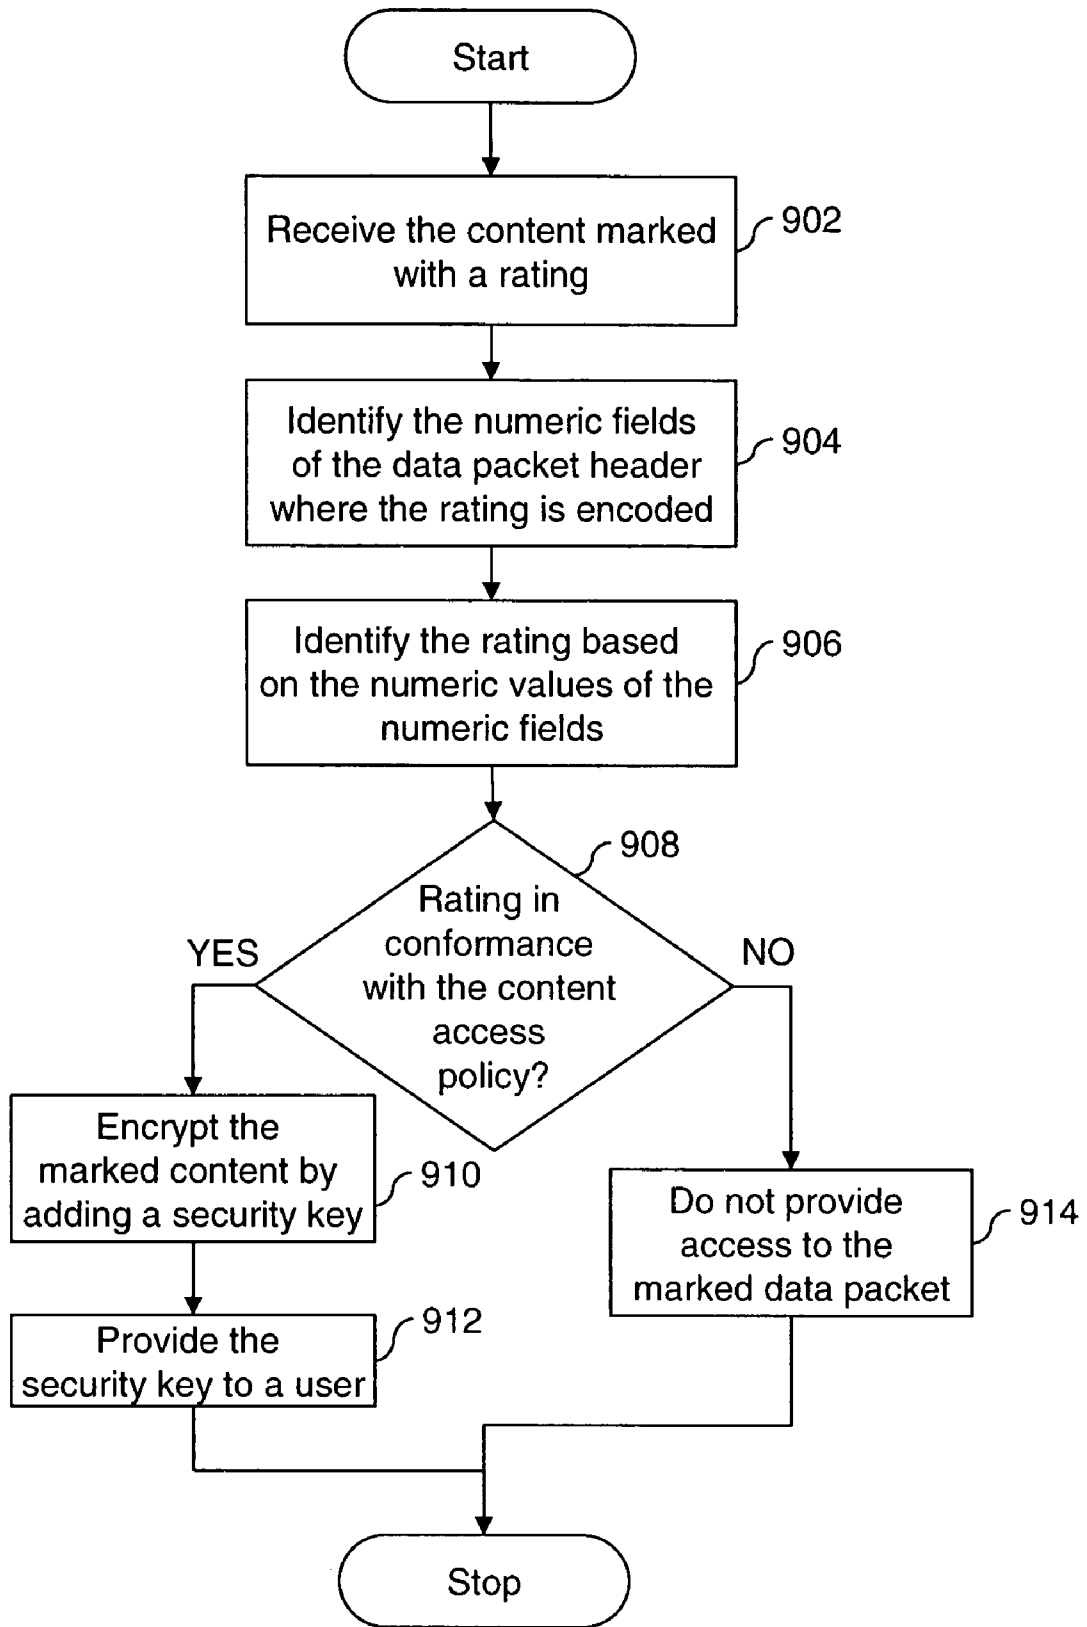 Start
Receive the content marked
with a rating
902
Identify the numeric fields
of the data packet header
where the rating is encoded
904
Identify the rating based
on the numeric values of the
numeric fields
906
908
Rating in
conformance
with the content
access
policy?
YES
NO
Encrypt the
marked content by
adding a security key
910
Do not provide
access to the
marked data packet
914
Provide the
security key to a user
912
Stop